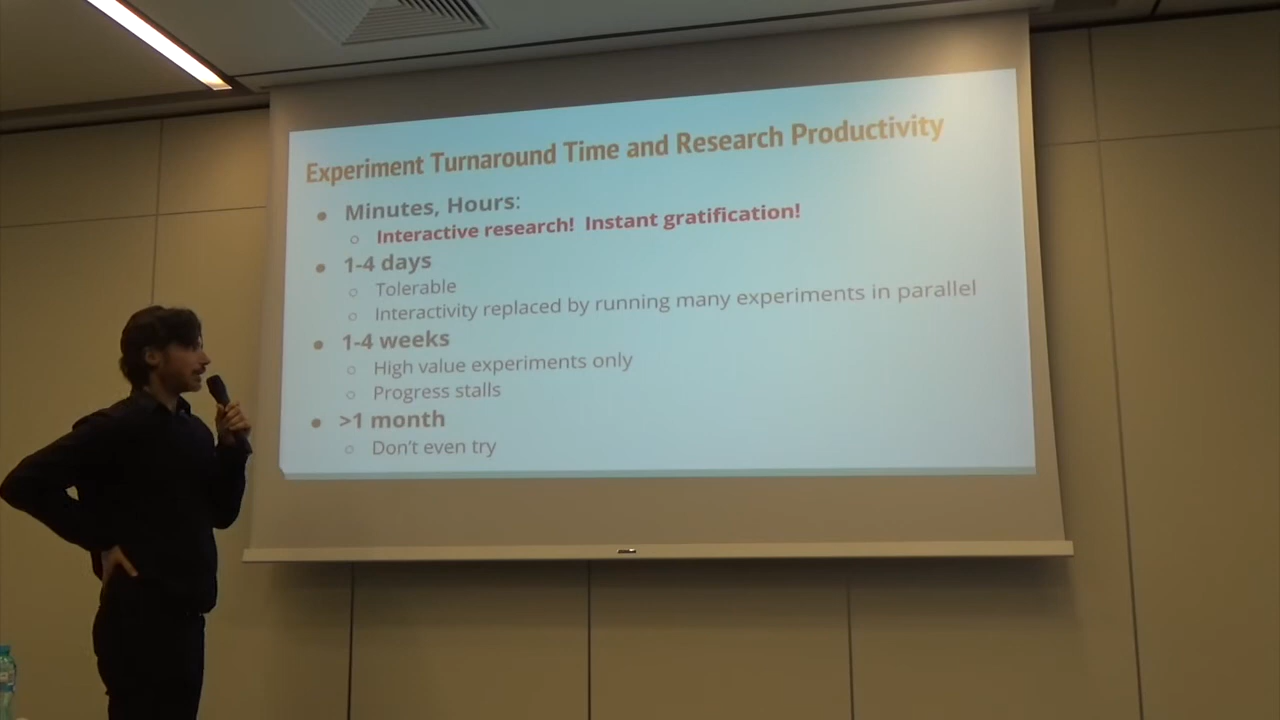 Experiment Turnaround Time and Research Productivity
● Minutes, Hours:
○ Interactive research! Instant gratification!
● 1-4 days
○ Tolerable
○ Interactivity replaced by running many experiments in parallel
● 1-4 weeks
○ High value experiments only
○ Progress stalls
● >1 month
○ Don't even try